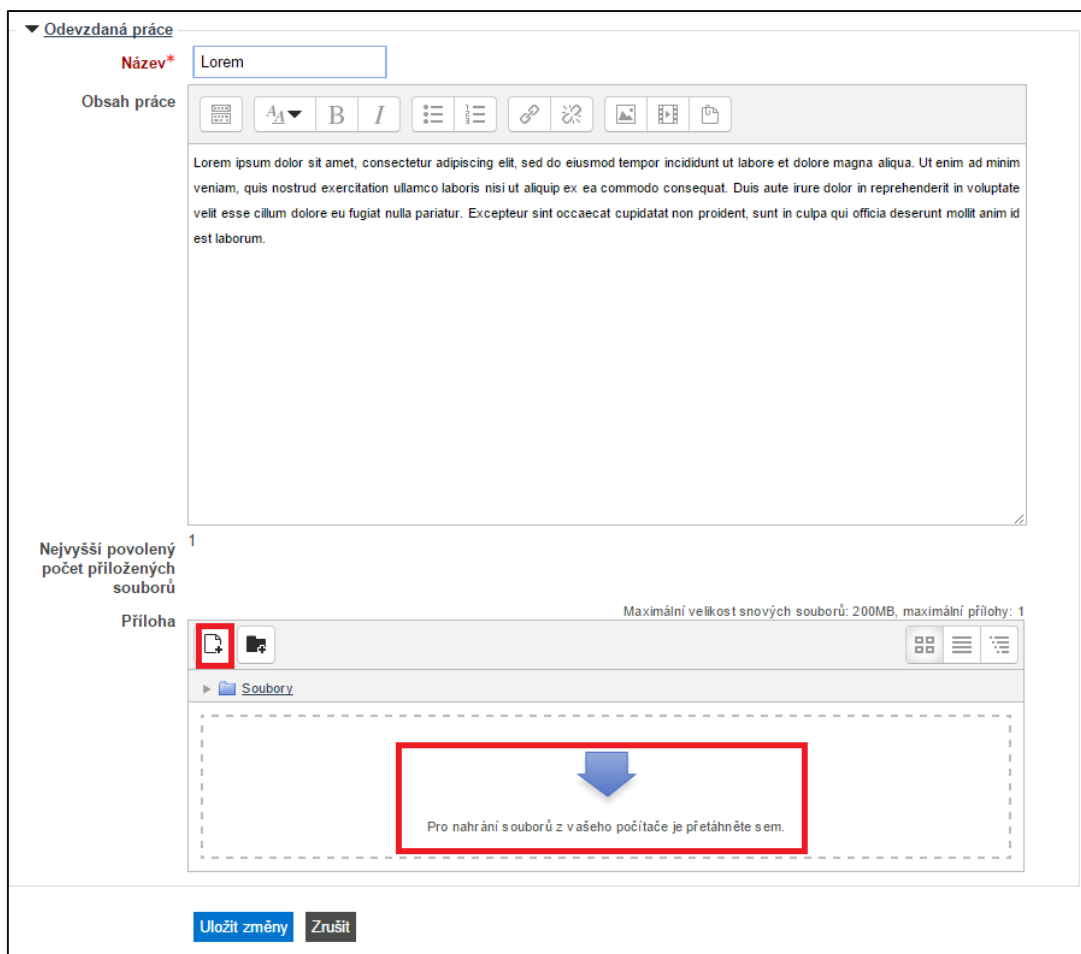 Odevzdaná práce
Název*
Lorem
Obsah práce
Lorem ipsum dolor sit amet, consectetur adipiscing elit, sed do eiusmod tempor incididunt ut labore et dolore magna aliqua. Ut enim ad minim
veniam, quis nostrud exercitation ullamco laboris nisi ut aliquip ex ea commodo consequat. Duis aute irure dolor in reprehenderit in voluptate
velit esse cillum dolore eu fugiat nulla pariatur. Excepteur sint occaecat cupidatat non proident, sunt in culpa qui officia deserunt mollit anim id
est laborum.
Nejvyšší povolený
počet přiložených
souborů
1
Maximální velikost snových souborů: 200MB, maximální přílohy: 1
Příloha
Soubory
Pro nahrání souborů z vašeho počítače je přetáhněte sem.
Uložit změny Zrušit